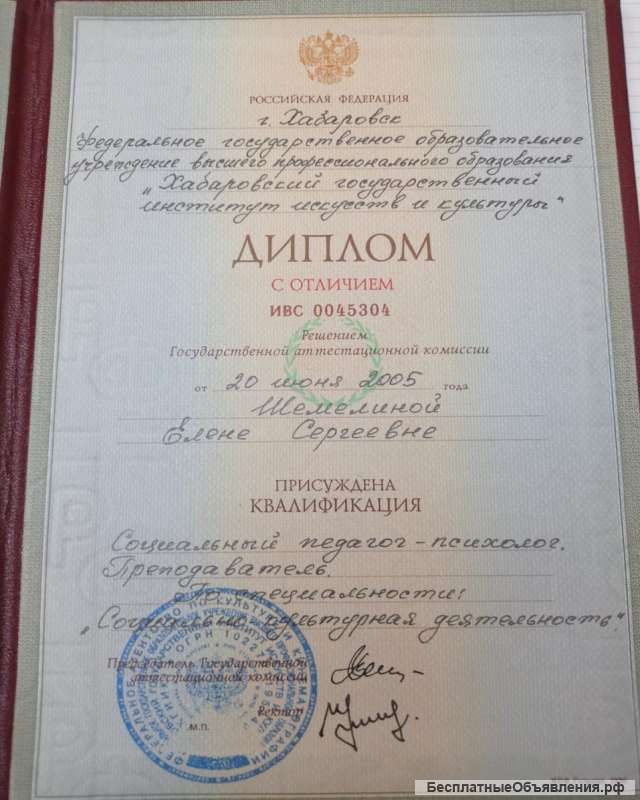 РОССИЙСКАЯ ФЕДЕРАЦИЯ
г. Хабаровск
Федеральное государственное образовательное
учреждение высшего профессионального образования
„Хабаровский государственный
институт искусств и культуры"
ДИПЛОМ
С ОТЛИЧИЕМ
ИВС 0045304
Решением
Государственной аттестационной комиссии
от 20 июня 2005 года
Шемелиной
Елене Сергеевне
ПРИСУЖДЕНА
КВАЛИФИКАЦИЯ
Социальный педагог-психолог.
Преподаватель.
По специальности:
„Социально-культурная деятельность".
Председатель Государственной
аттестационной комиссии
Ректор
М.П.
БесплатныеОбъявления.рф